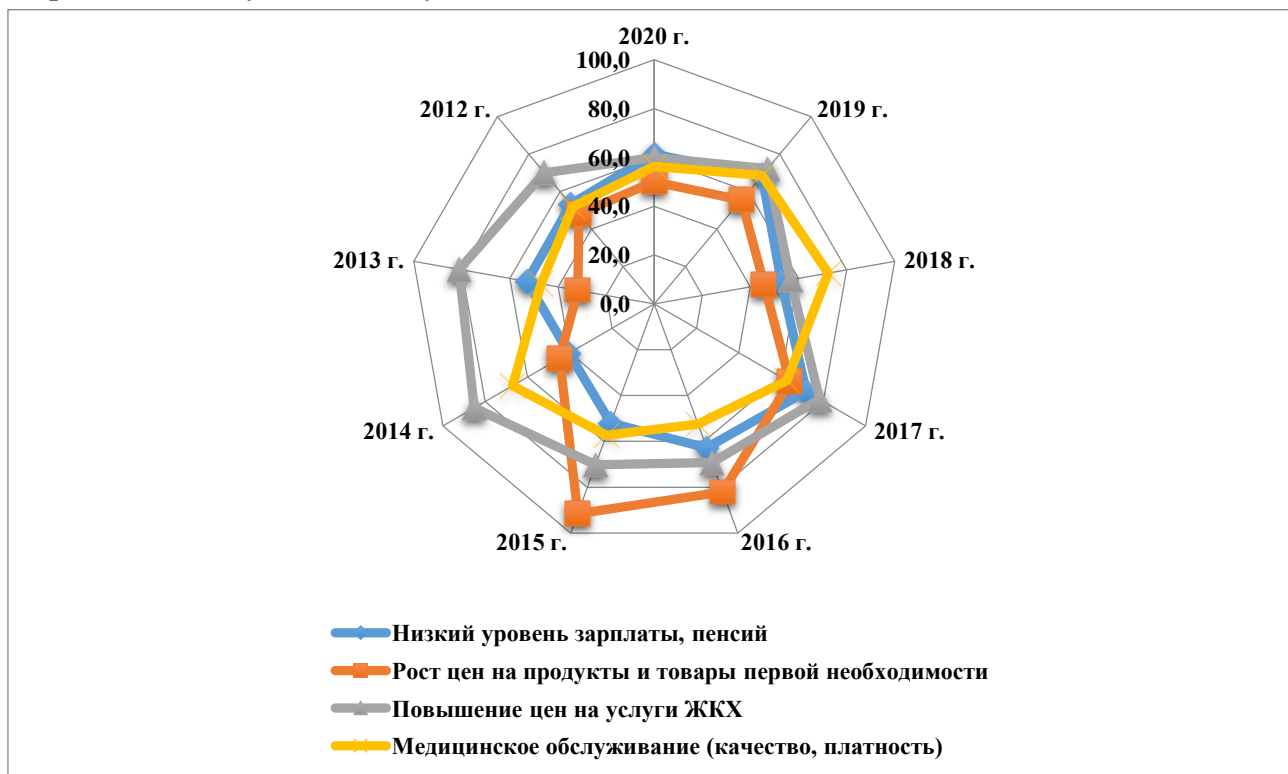 2020 г.
100,0
2012 г.
2019 г.
80,0
60,0
40,0
20,0
2013 г.
2018 г.
0,0
2014 г.
2017 г.
2015 г.
2016 г.
Низкий уровень зарплаты, пенсий
Рост цен на продукты и товары первой необходимости
Повышение цен на услуги ЖКХ
Медицинское обслуживание (качество, платность)